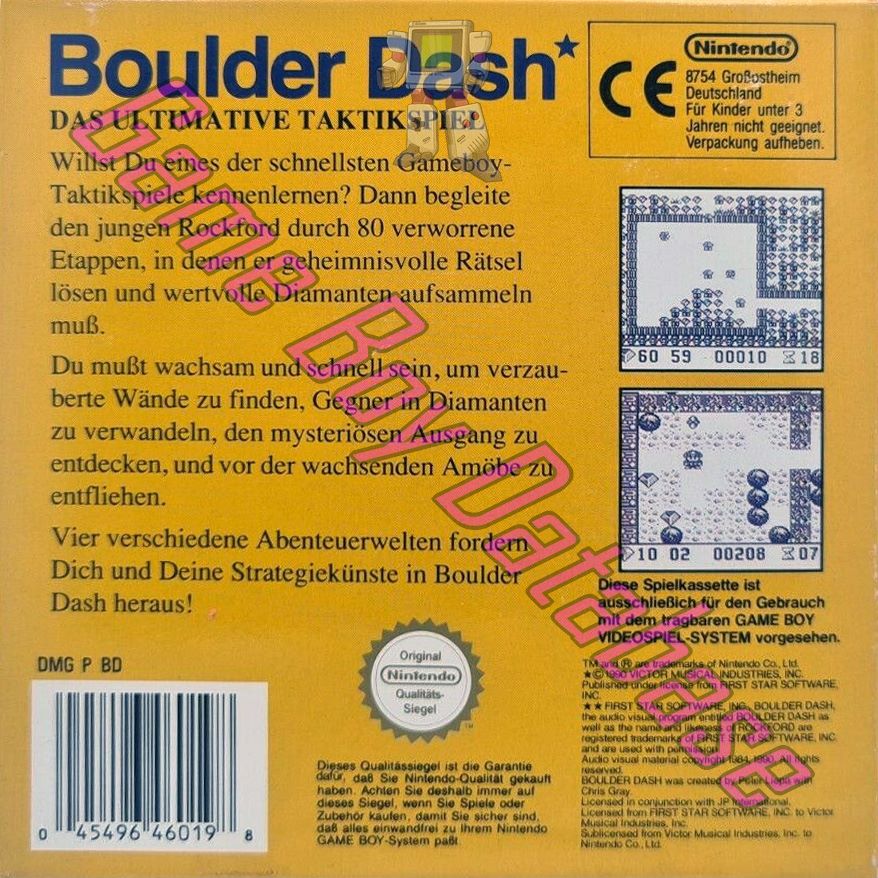 Boulder Dash*
DAS ULTIMATIVE TAKTIKSPIEL
Willst Du eines der schnellsten Gameboy-
Taktikspiele kennenlernen? Dann begleite
den jungen Rockford durch 80 verworrene
Etappen, in denen er geheimnisvolle Rätsel
lösen und wertvolle Diamanten aufsammeln
muß.
Du mußt wachsam und schnell sein, um verzau-
berte Wände zu finden, Gegner in Diamanten
zu verwandeln, den mysteriösen Ausgang zu
entdecken, und vor der wachsenden Amöbe zu
entfliehen.
Vier verschiedene Abenteuerwelten fordern
Dich und Deine Strategiekünste in Boulder
Dash heraus!
CE
Nintendo
8754 Großostheim
Deutschland
Für Kinder unter 3
Jahren nicht geeignet.
Verpackung aufheben.
60 59 00010 18
10 02 00208 07
Diese Spielkassette ist
ausschließlich für den Gebrauch
mit dem tragbaren GAME BOY
VIDEOSPIEL-SYSTEM vorgesehen.
TM and ® are trademarks of Nintendo Co., Ltd.
★© 1990 VICTOR MUSICAL INDUSTRIES, INC.
Published under license from FIRST STAR SOFTWARE,
INC.
★★ FIRST STAR SOFTWARE, INC., BOULDER DASH,
the audio visual program entitled BOULDER DASH as
well as the name and likeness of ROCKFORD are
registered trademarks of FIRST STAR SOFTWARE, INC.
and are used with permission.
Audio visual material copyright 1984, 1990. All rights
reserved.
BOULDER DASH was created by Peter Liepa with
Chris Gray.
Licensed in conjunction with JP International.
Licensed from FIRST STAR SOFTWARE, INC. to Victor
Musical Industries, Inc.
Sublicensed from Victor Musical Industries, Inc. to
Nintendo Co., Ltd.
DMG P BD
0 45496 46019 8
Original
Nintendo
Qualitäts-
Siegel
TM
Dieses Qualitätssiegel ist die Garantie
dafür, daß Sie Nintendo-Qualität gekauft
haben. Achten Sie deshalb immer auf
dieses Siegel, wenn Sie Spiele oder
Zubehör kaufen, damit Sie sicher sind,
daß alles einwandfrei zu Ihrem Nintendo
GAME BOY-System paßt.
Game Boy Database